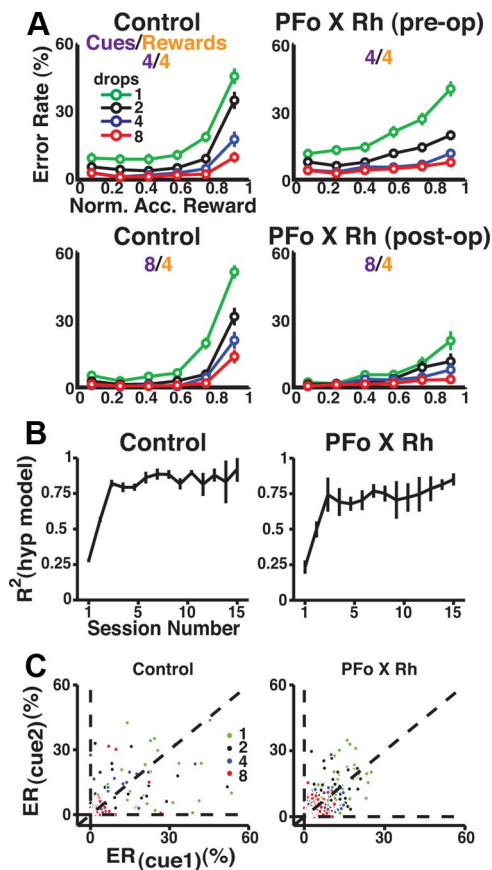 A
Control
PFo X Rh (pre-op)
Cues/Rewards
4/4
4/4
Error Rate (%)
drops
1
2
4
8
60
30
0
0 0.2 0.4 0.6 0.8 1
Norm. Acc. Reward
60
30
0
0 0.2 0.4 0.6 0.8 1
Control
PFo X Rh (post-op)
8/4
8/4
60
30
0
0 0.2 0.4 0.6 0.8 1
60
30
0
0 0.2 0.4 0.6 0.8 1
B
Control
PFo X Rh
R2(hyp model)
1
0.75
0.5
0.25
0
1 5 10 15
Session Number
1
0.75
0.5
0.25
0
1 5 10 15
C
Control
PFo X Rh
ER(cue2)(%)
60
30
0
0 30 60
1
2
4
8
ER(cue1)(%)
60
30
0
0 30 60